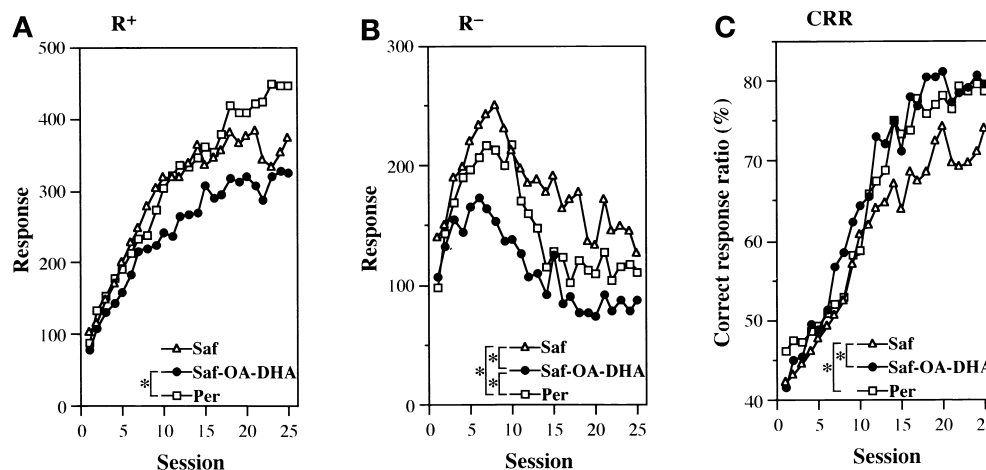 A R⁺
500
400
300
200
100
0
Response
0 5 10 15 20 25
Session
Saf
Saf-OA-DHA
Per
*
B R⁻
300
200
100
0
Response
0 5 10 15 20 25
Session
Saf
Saf-OA-DHA
Per
*
*
*
C CRR
80
70
60
50
40
Correct response ratio (%)
0 5 10 15 20 25
Session
Saf
Saf-OA-DHA
Per
*
*